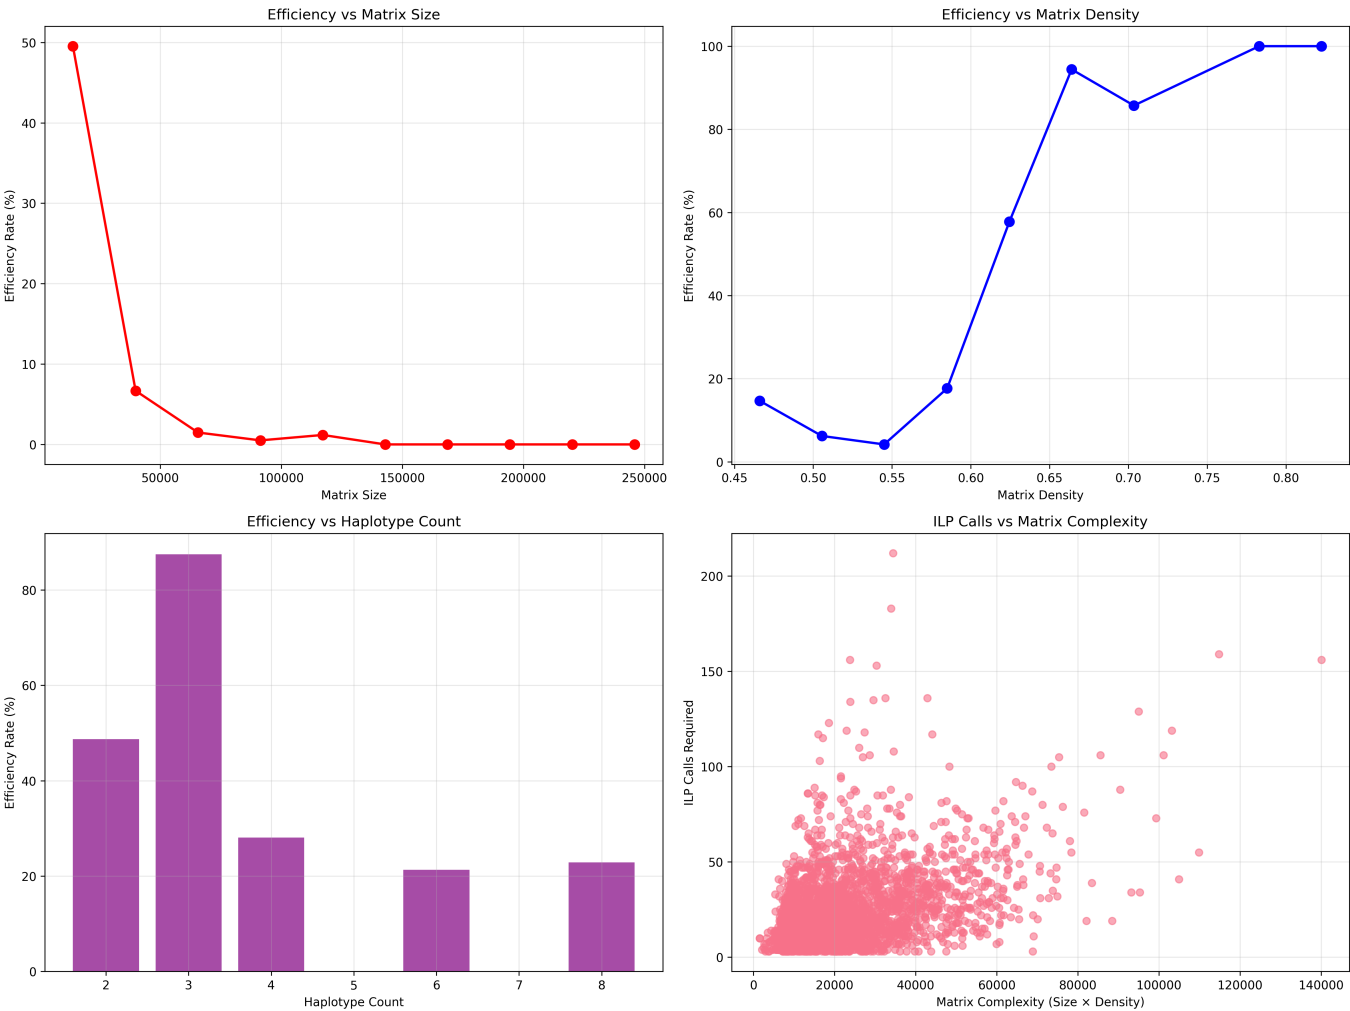 Efficiency vs Matrix Size
Efficiency Rate (%)
50
40
30
20
10
0
50000 100000 150000 200000 250000
Matrix Size
Efficiency vs Matrix Density
Efficiency Rate (%)
100
80
60
40
20
0
0.45 0.50 0.55 0.60 0.65 0.70 0.75 0.80
Matrix Density
Efficiency vs Haplotype Count
Efficiency Rate (%)
80
60
40
20
0
2 3 4 5 6 7 8
Haplotype Count
ILP Calls vs Matrix Complexity
ILP Calls Required
200
150
100
50
0
0 20000 40000 60000 80000 100000 120000 140000
Matrix Complexity (Size × Density)